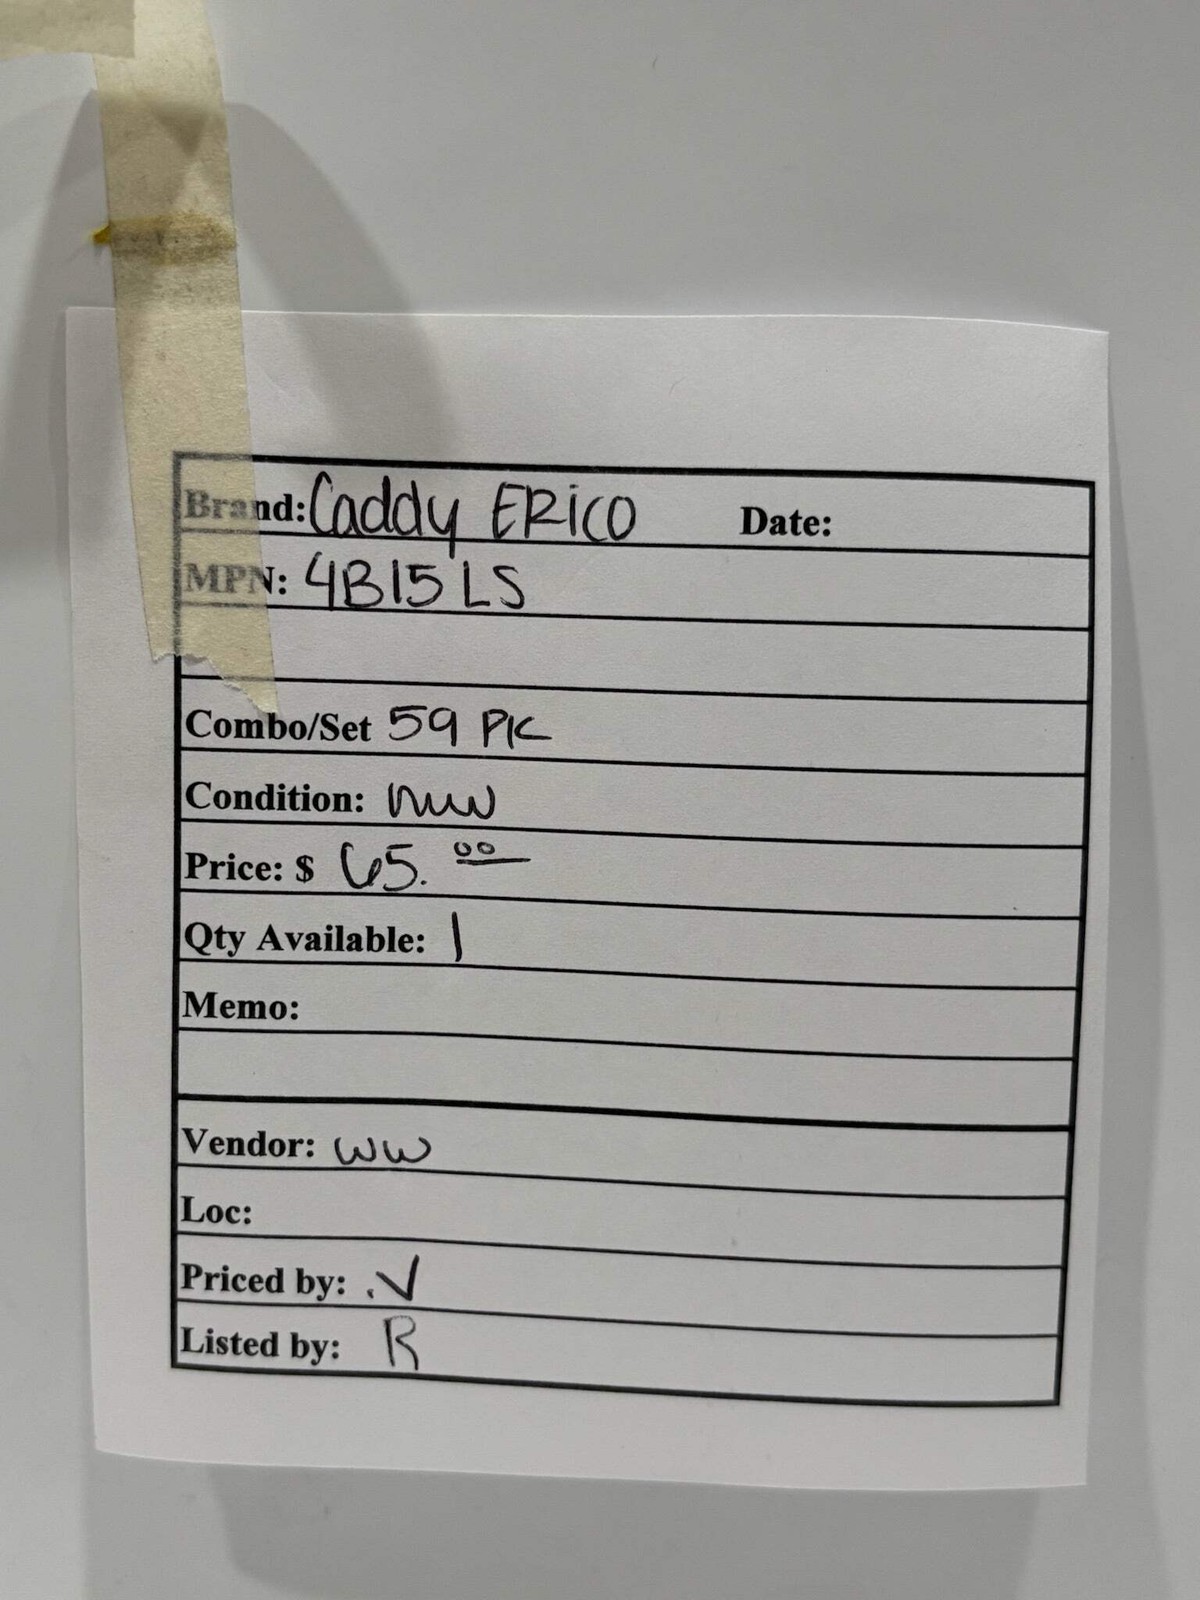 Brand: Caddy ERICO Date:
MPN: 4B15LS
Combo/Set 59 PK
Condition: new
Price: $ 65.00
Qty Available: 1
Memo:
Vendor: WW
Loc:
Priced by: .V
Listed by: R